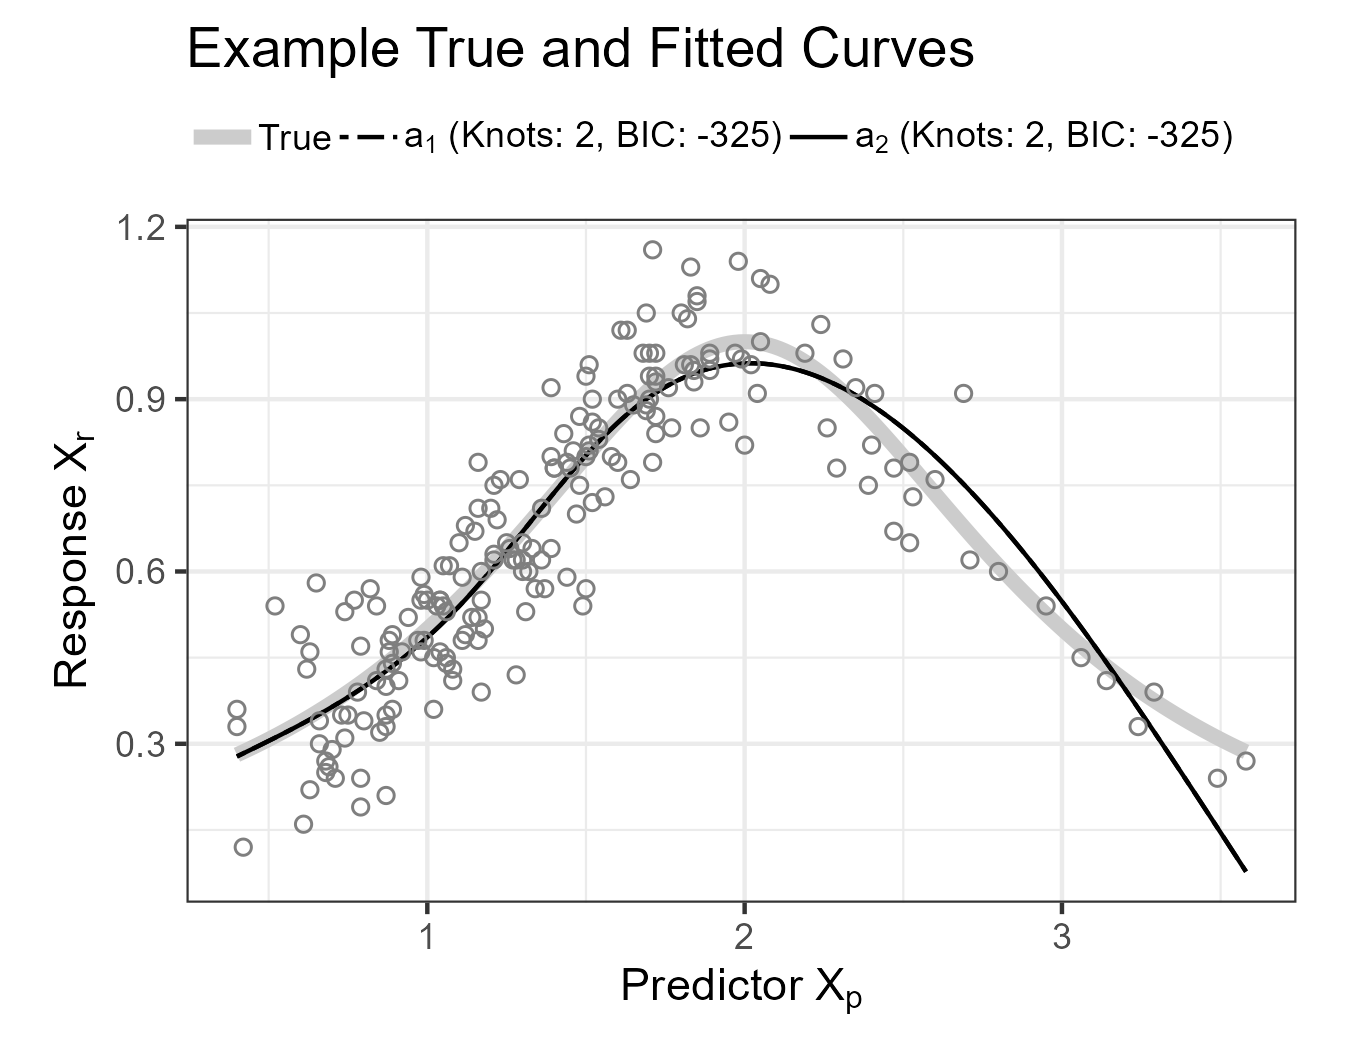 Example True and Fitted Curves
True a₁ (Knots: 2, BIC: -325) a₂ (Knots: 2, BIC: -325)
1.2
0.9
0.6
0.3
Response Xᵣ
1 2 3
Predictor Xₚ